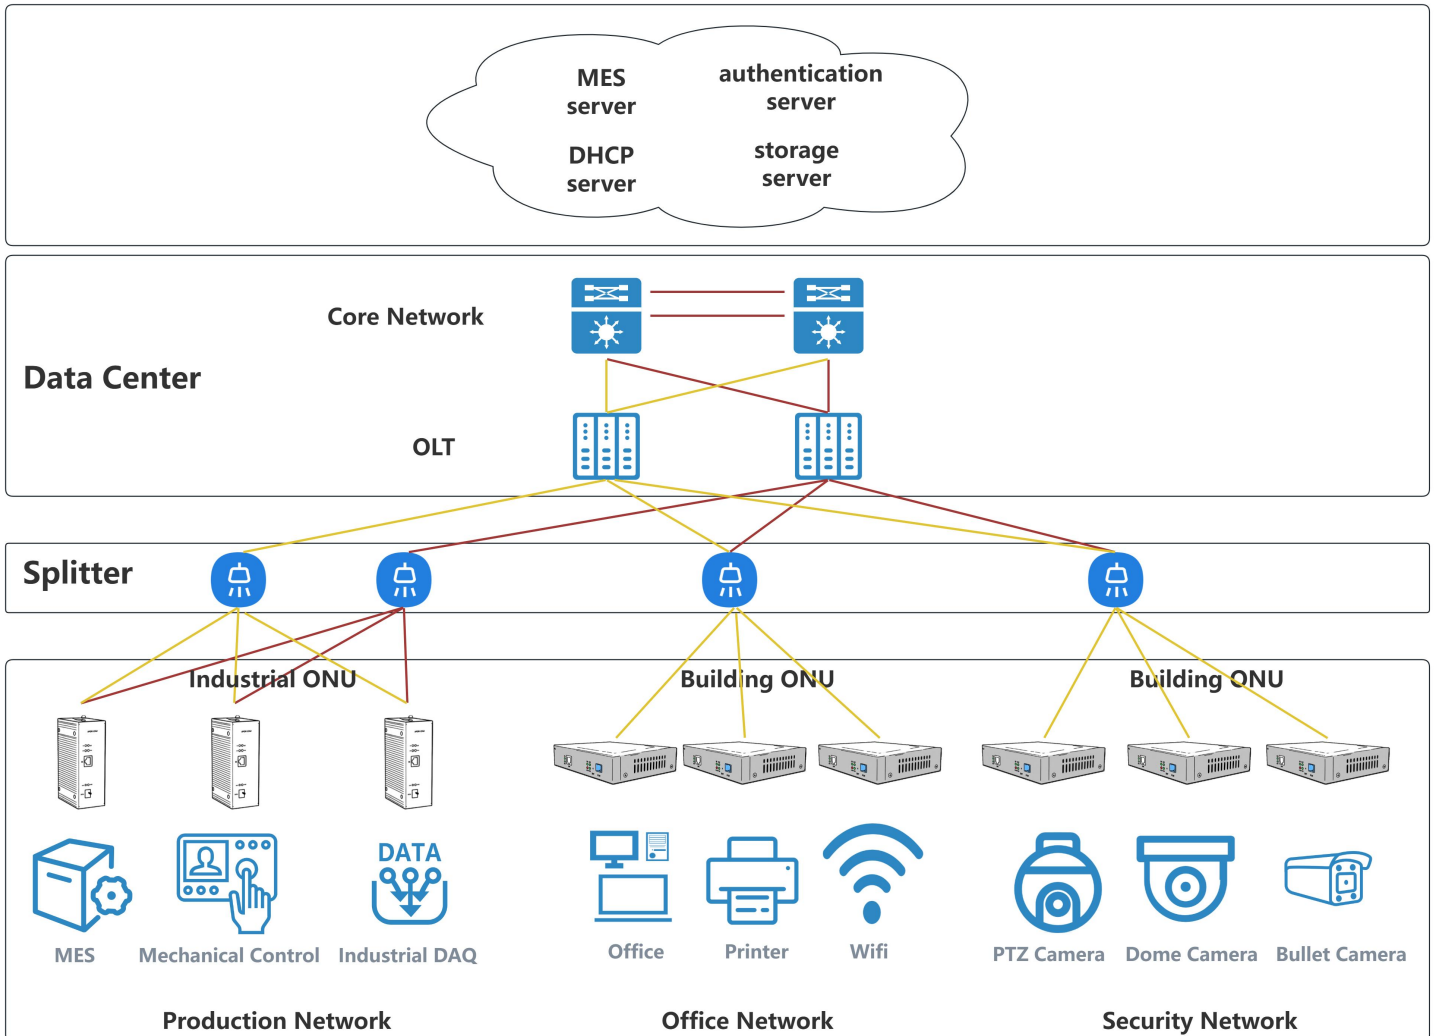 MES
server
authentication
server
DHCP
server
storage
server
Core Network
Data Center
OLT
Splitter
Industrial ONU
Building ONU
Building ONU
DATA
MES
Mechanical Control
Industrial DAQ
Office
Printer
Wifi
PTZ Camera
Dome Camera
Bullet Camera
Production Network
Office Network
Security Network